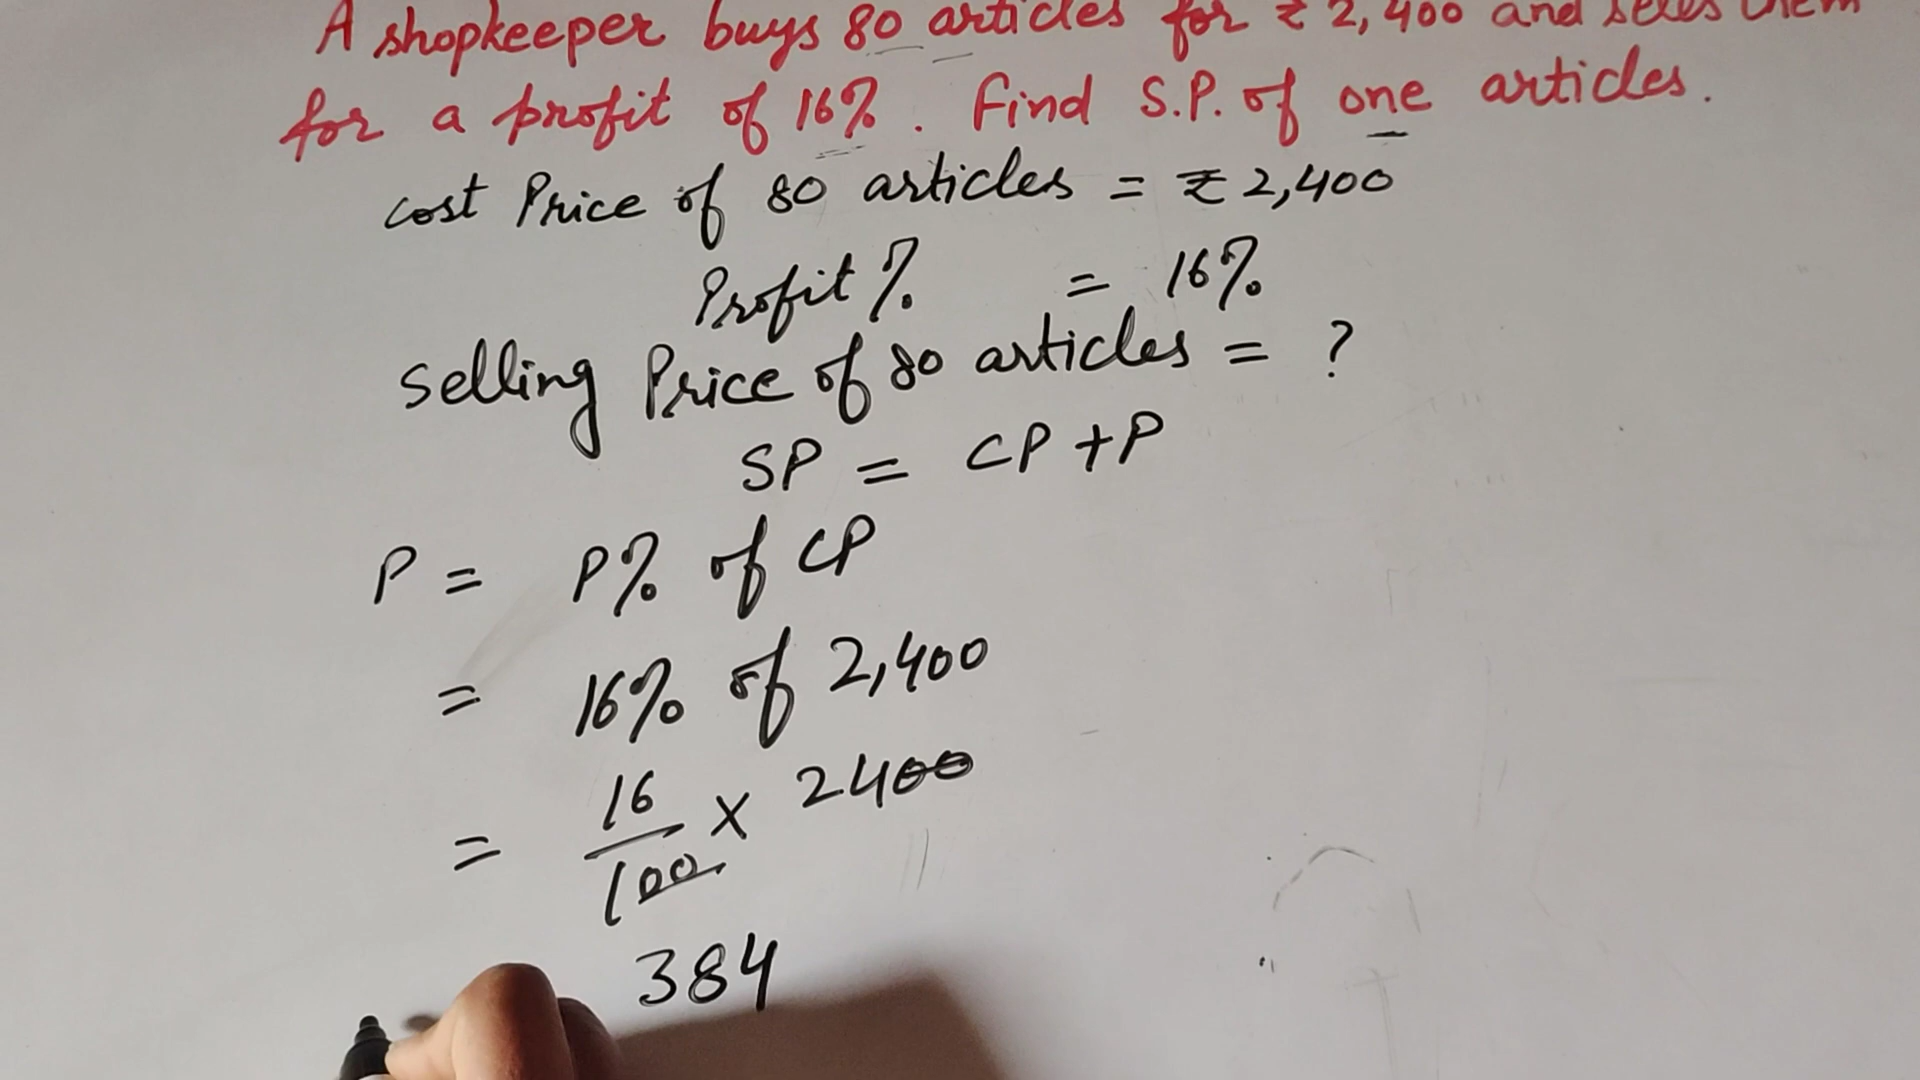 A shopkeeper buys 80 articles for ₹ 2,400 and sells them
for a profit of 16%. Find S.P. of one articles.
Cost Price of 80 articles = ₹ 2,400
Profit % = 16%
Selling Price of 80 articles = ?
SP = CP + P
P = P% of CP
= 16% of 2,400
= 16/100 × 2400
384